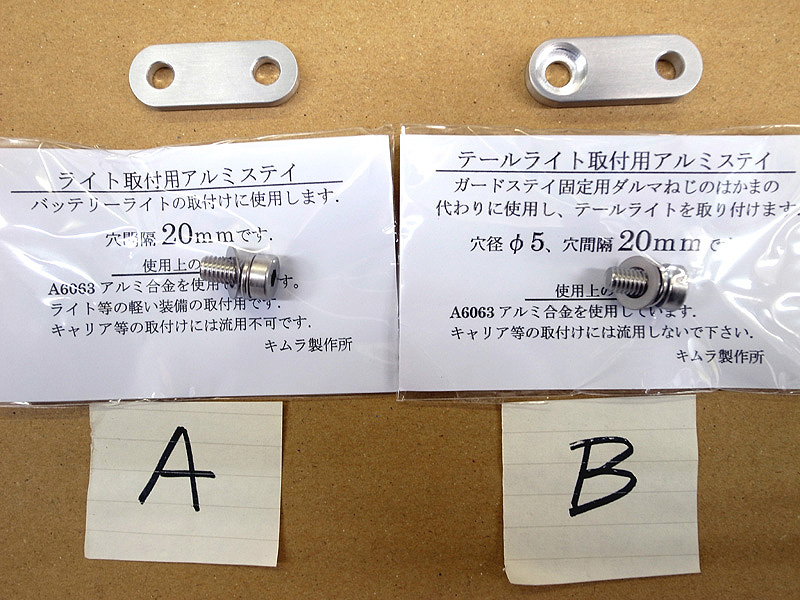 ライト取付用アルミステイ
バッテリーライトの取付けに使用します.
穴間隔 20mmです.
使用上の
A6063 アルミ合金を使用 す。
ライト等の軽い装備の取付用です.
キャリア等の取付けには流用不可です.
キムラ製作所
テールライト取付用アルミステイ
ガードステイ固定用ダルマねじのはかまの
代わりに使用し、テールライトを取り付けます
穴径 φ5、穴間隔 20mmで
使用上の
A6063 アルミ合金を使用しています.
キャリア等の取付けには流用しないで下さい.
キムラ製作所
A
B